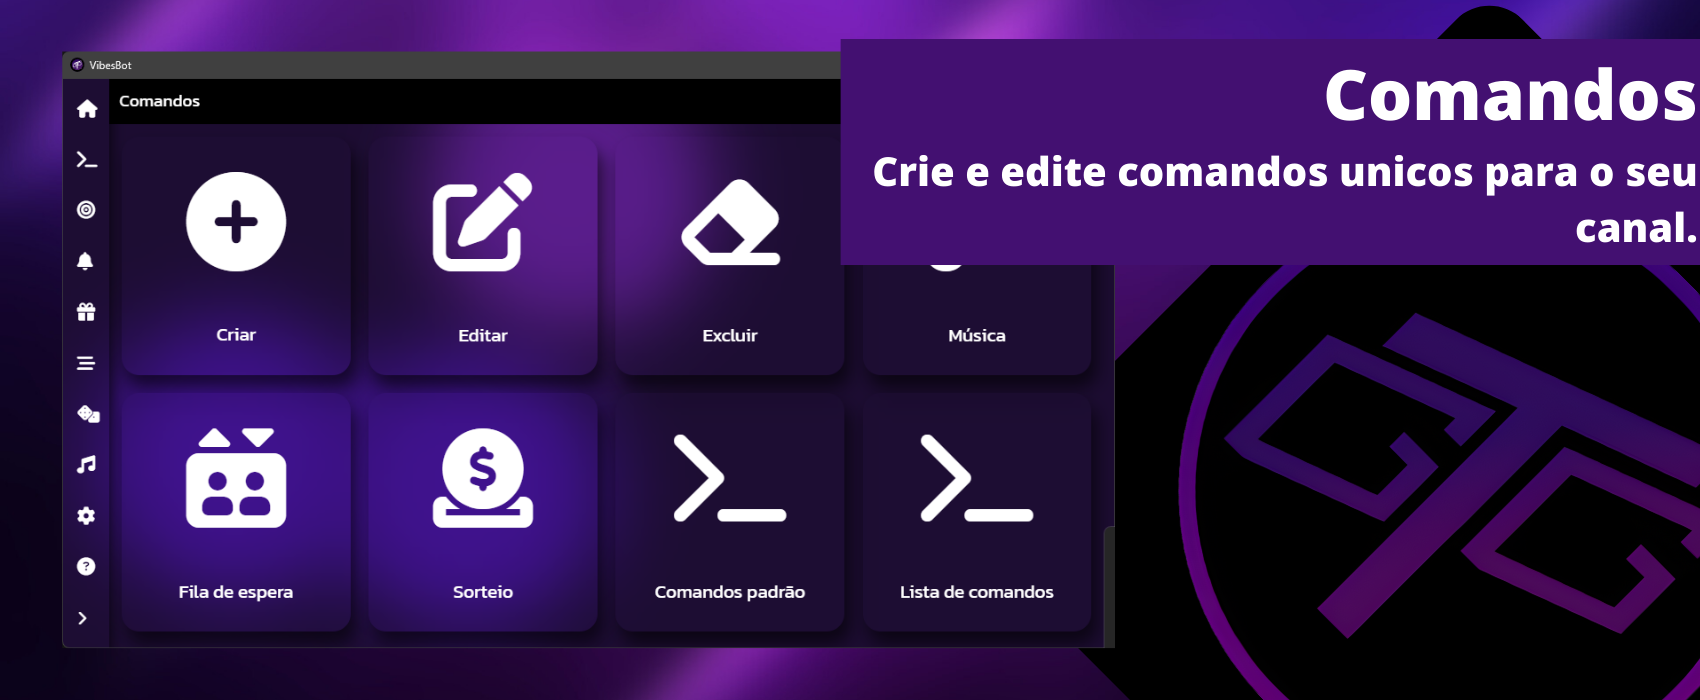 VibesBot
Comandos
Comandos
Crie e edite comandos unicos para o seu
canal.
Criar
Editar
Excluir
Música
Fila de espera
Sorteio
Comandos padrão
Lista de comandos